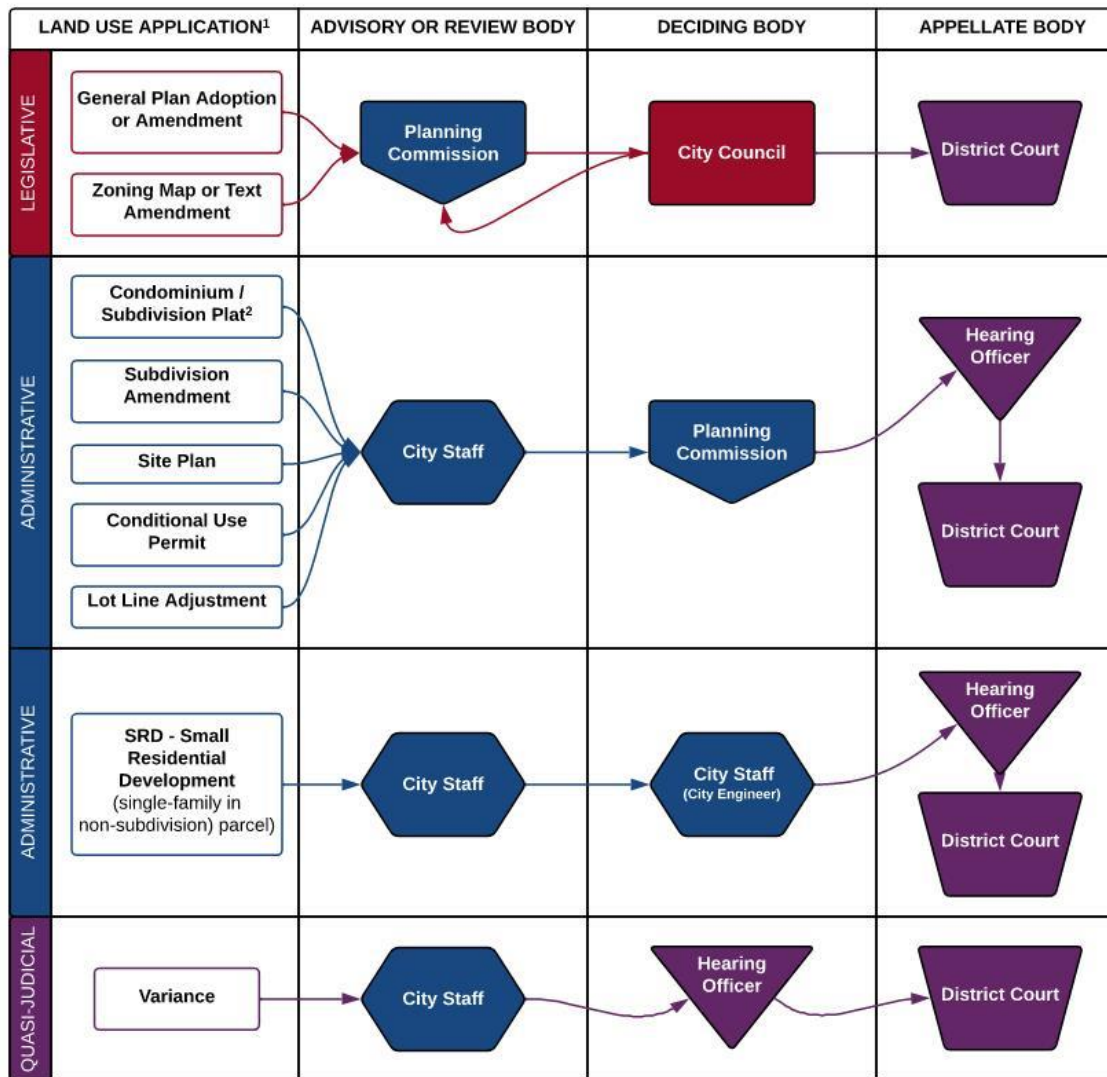 LAND USE APPLICATION¹
ADVISORY OR REVIEW BODY
DECIDING BODY
APPELLATE BODY
LEGISLATIVE
General Plan Adoption
or Amendment
Zoning Map or Text
Amendment
Planning
Commission
City Council
District Court
ADMINISTRATIVE
Condominium /
Subdivision Plat²
Subdivision
Amendment
Site Plan
Conditional Use
Permit
Lot Line Adjustment
City Staff
Planning
Commission
Hearing
Officer
District Court
ADMINISTRATIVE
SRD - Small
Residential
Development
(single-family in
non-subdivision) parcel)
City Staff
City Staff
(City Engineer)
Hearing
Officer
District Court
QUASI-JUDICIAL
Variance
City Staff
Hearing
Officer
District Court